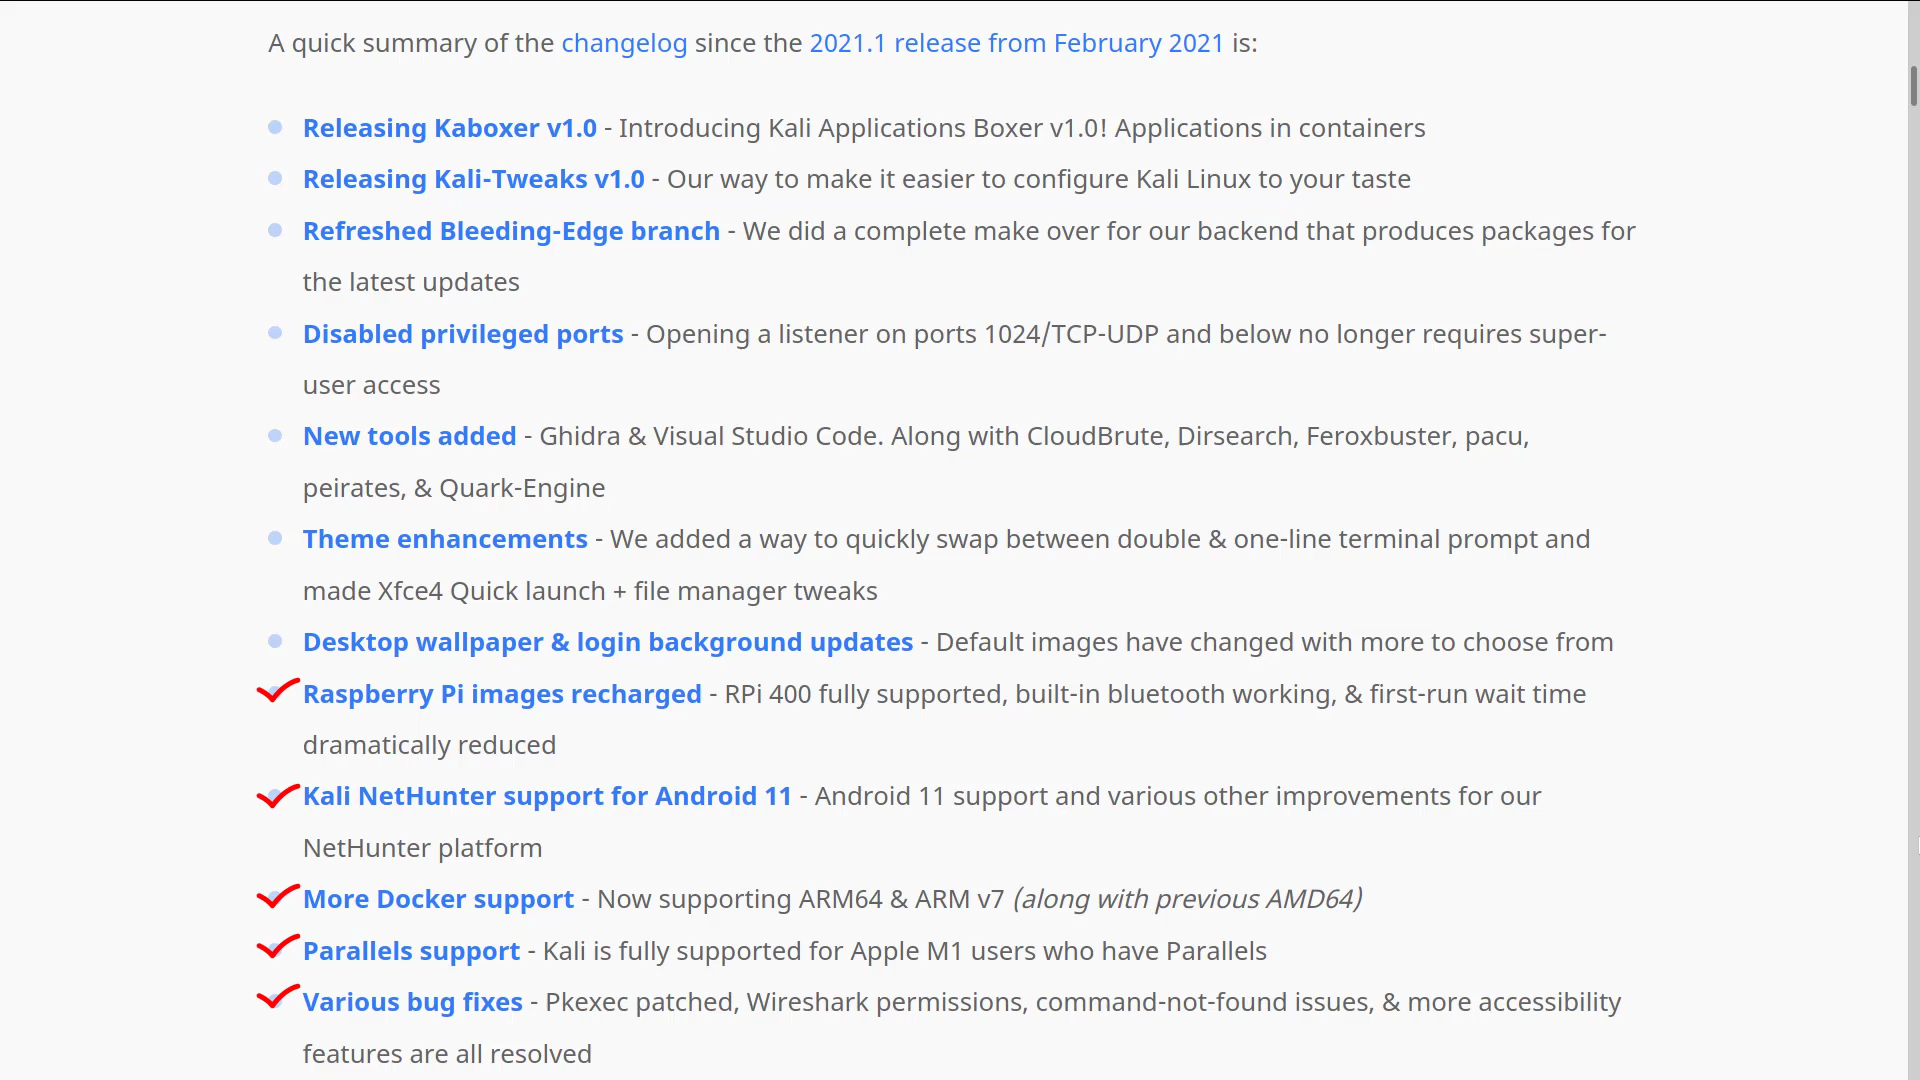 A quick summary of the changelog since the 2021.1 release from February 2021 is:
Releasing Kaboxer v1.0 - Introducing Kali Applications Boxer v1.0! Applications in containers
Releasing Kali-Tweaks v1.0 - Our way to make it easier to configure Kali Linux to your taste
Refreshed Bleeding-Edge branch - We did a complete make over for our backend that produces packages for
the latest updates
Disabled privileged ports - Opening a listener on ports 1024/TCP-UDP and below no longer requires super-
user access
New tools added - Ghidra & Visual Studio Code. Along with CloudBrute, Dirsearch, Feroxbuster, pacu,
peirates, & Quark-Engine
Theme enhancements - We added a way to quickly swap between double & one-line terminal prompt and
made Xfce4 Quick launch + file manager tweaks
Desktop wallpaper & login background updates - Default images have changed with more to choose from
Raspberry Pi images recharged - RPi 400 fully supported, built-in bluetooth working, & first-run wait time
dramatically reduced
Kali NetHunter support for Android 11 - Android 11 support and various other improvements for our
NetHunter platform
More Docker support - Now supporting ARM64 & ARM v7 (along with previous AMD64)
Parallels support - Kali is fully supported for Apple M1 users who have Parallels
Various bug fixes - Pkexec patched, Wireshark permissions, command-not-found issues, & more accessibility
features are all resolved